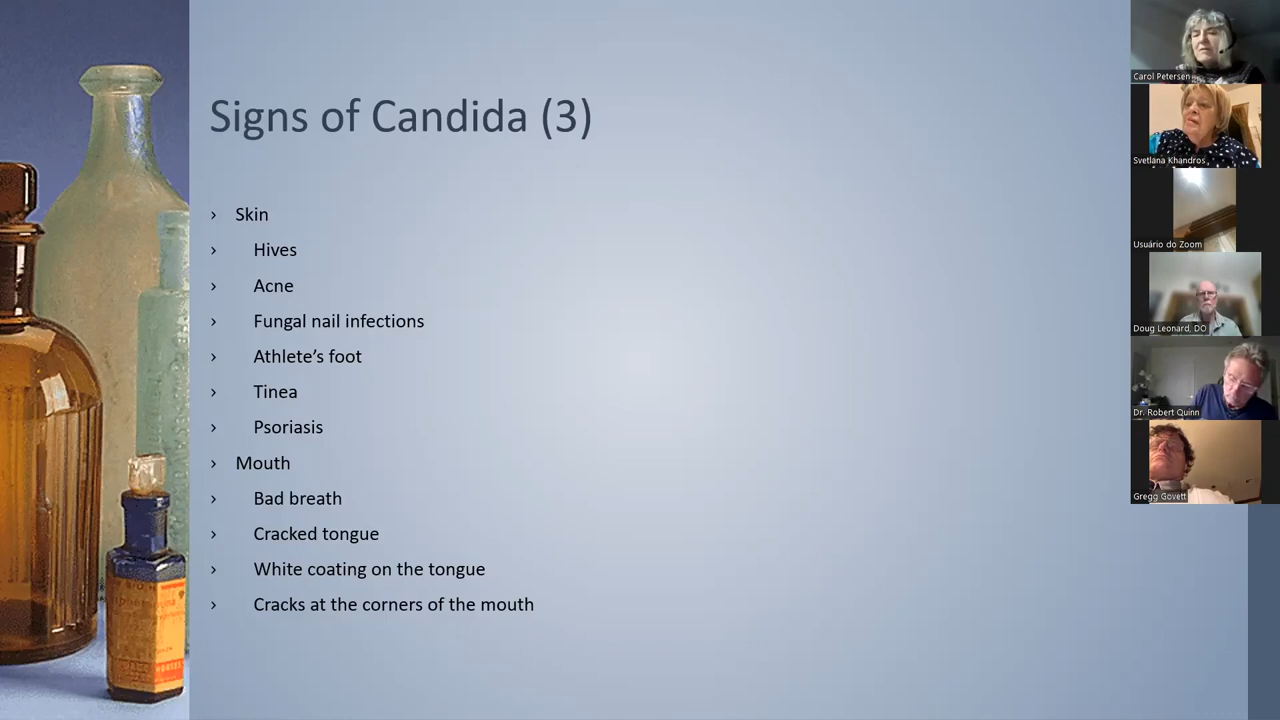 Signs of Candida (3)
› Skin
› Hives
› Acne
› Fungal nail infections
› Athlete’s foot
› Tinea
› Psoriasis
› Mouth
› Bad breath
› Cracked tongue
› White coating on the tongue
› Cracks at the corners of the mouth
Carol Petersen
Svetlana Khandros
Usuário do Zoom
Doug Leonard, DO
Dr. Robert Quinn
Gregg Govett